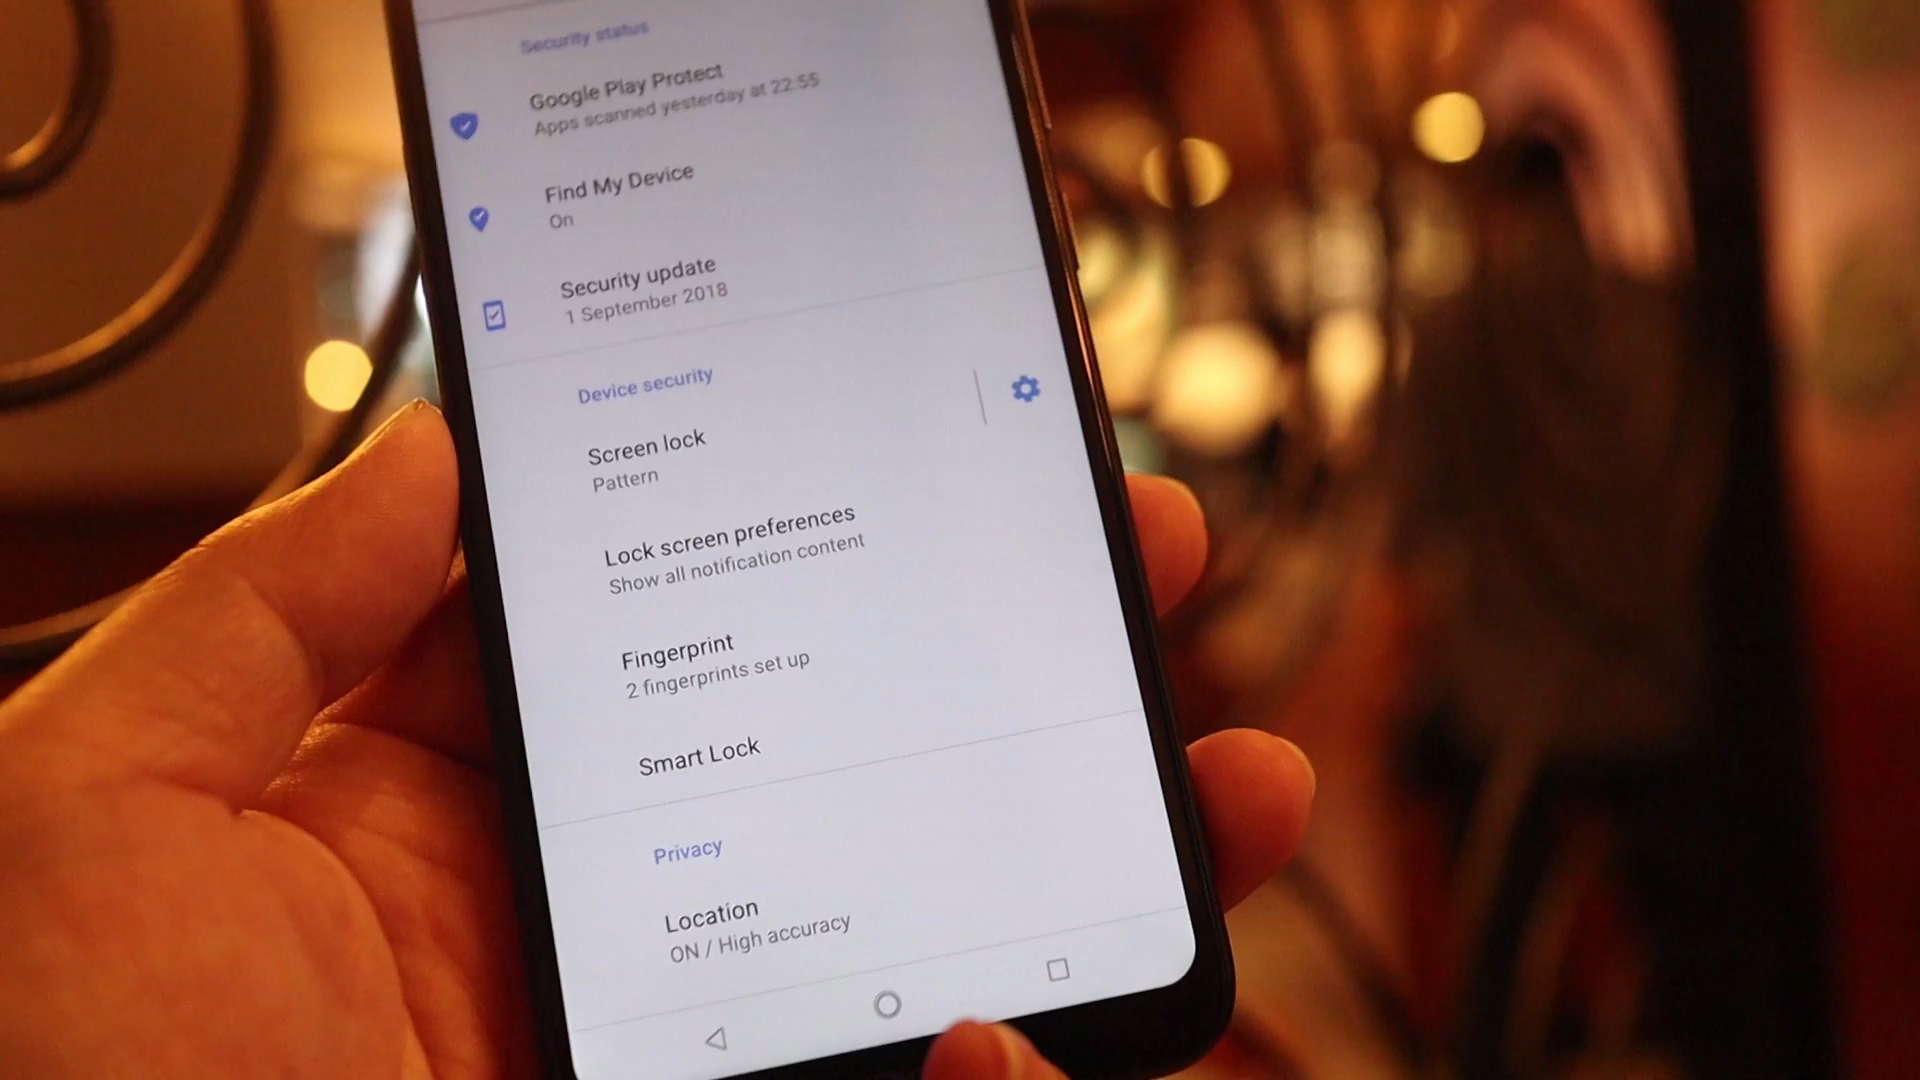 Security status
Google Play Protect
Apps scanned yesterday at 22:55
Find My Device
On
Security update
1 September 2018
Device security
Screen lock
Pattern
Lock screen preferences
Show all notification content
Fingerprint
2 fingerprints set up
Smart Lock
Privacy
Location
ON / High accuracy